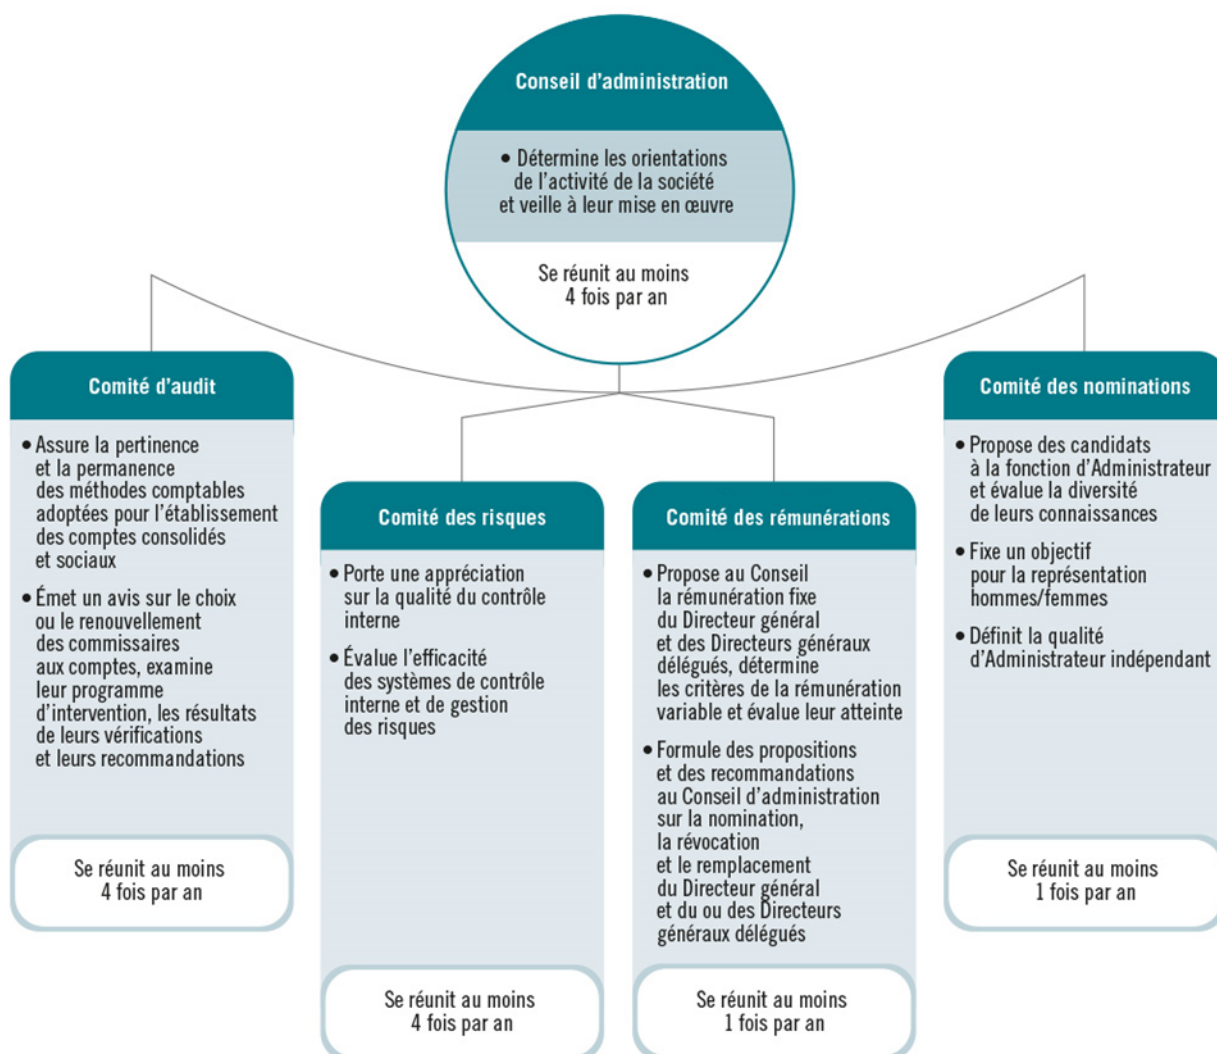 Conseil d'administration
• Détermine les orientations
de l'activité de la société
et veille à leur mise en œuvre
Se réunit au moins
4 fois par an
Comité d'audit
• Assure la pertinence
et la permanence
des méthodes comptables
adoptées pour l'établissement
des comptes consolidés
et sociaux
• Émet un avis sur le choix
ou le renouvellement
des commissaires
aux comptes, examine
leur programme
d'intervention, les résultats
de leurs vérifications
et leurs recommandations
Se réunit au moins
4 fois par an
Comité des risques
• Porte une appréciation
sur la qualité du contrôle
interne
• Évalue l'efficacité
des systèmes de contrôle
interne et de gestion
des risques
Se réunit au moins
4 fois par an
Comité des rémunérations
• Propose au Conseil
la rémunération fixe
du Directeur général
et des Directeurs généraux
délégués, détermine
les critères de la rémunération
variable et évalue leur atteinte
• Formule des propositions
et des recommandations
au Conseil d'administration
sur la nomination,
la révocation
et le remplacement
du Directeur général
et du ou des Directeurs
généraux délégués
Se réunit au moins
1 fois par an
Comité des nominations
• Propose des candidats
à la fonction d'Administrateur
et évalue la diversité
de leurs connaissances
• Fixe un objectif
pour la représentation
hommes/femmes
• Définit la qualité
d'Administrateur indépendant
Se réunit au moins
1 fois par an